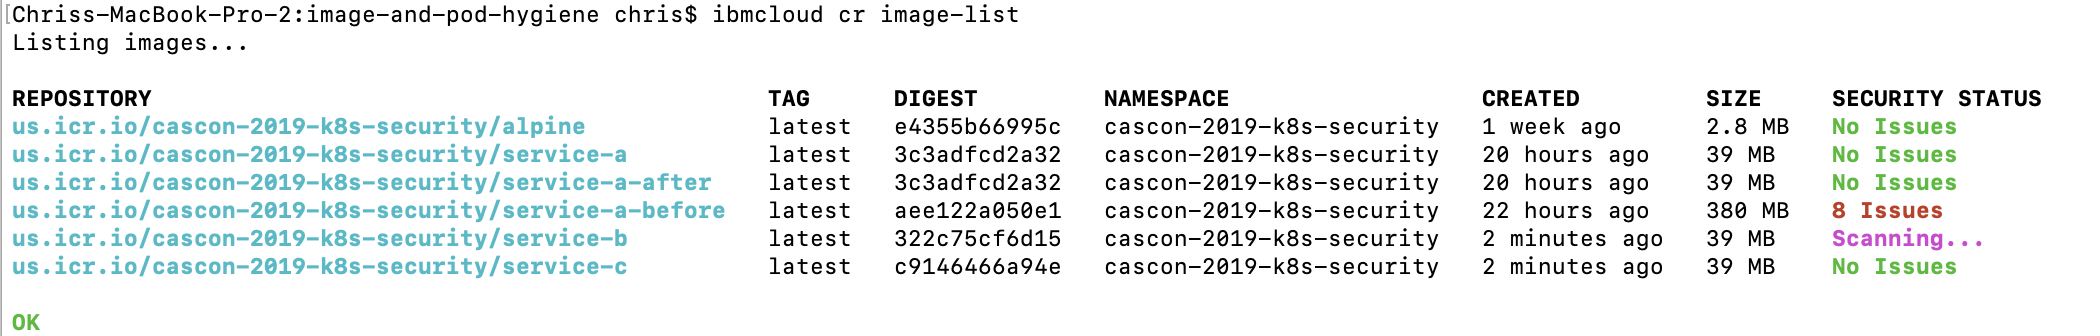 [Chriss-MacBook-Pro-2:image-and-pod-hygiene chris$ ibmcloud cr image-list
Listing images...
REPOSITORY TAG DIGEST NAMESPACE CREATED SIZE SECURITY STATUS
us.icr.io/cascon-2019-k8s-security/alpine latest e4355b66995c cascon-2019-k8s-security 1 week ago 2.8 MB No Issues
us.icr.io/cascon-2019-k8s-security/service-a latest 3c3adfcd2a32 cascon-2019-k8s-security 20 hours ago 39 MB No Issues
us.icr.io/cascon-2019-k8s-security/service-a-after latest 3c3adfcd2a32 cascon-2019-k8s-security 20 hours ago 39 MB No Issues
us.icr.io/cascon-2019-k8s-security/service-a-before latest aee122a050e1 cascon-2019-k8s-security 22 hours ago 380 MB 8 Issues
us.icr.io/cascon-2019-k8s-security/service-b latest 322c75cf6d15 cascon-2019-k8s-security 2 minutes ago 39 MB Scanning...
us.icr.io/cascon-2019-k8s-security/service-c latest c9146466a94e cascon-2019-k8s-security 2 minutes ago 39 MB No Issues
OK